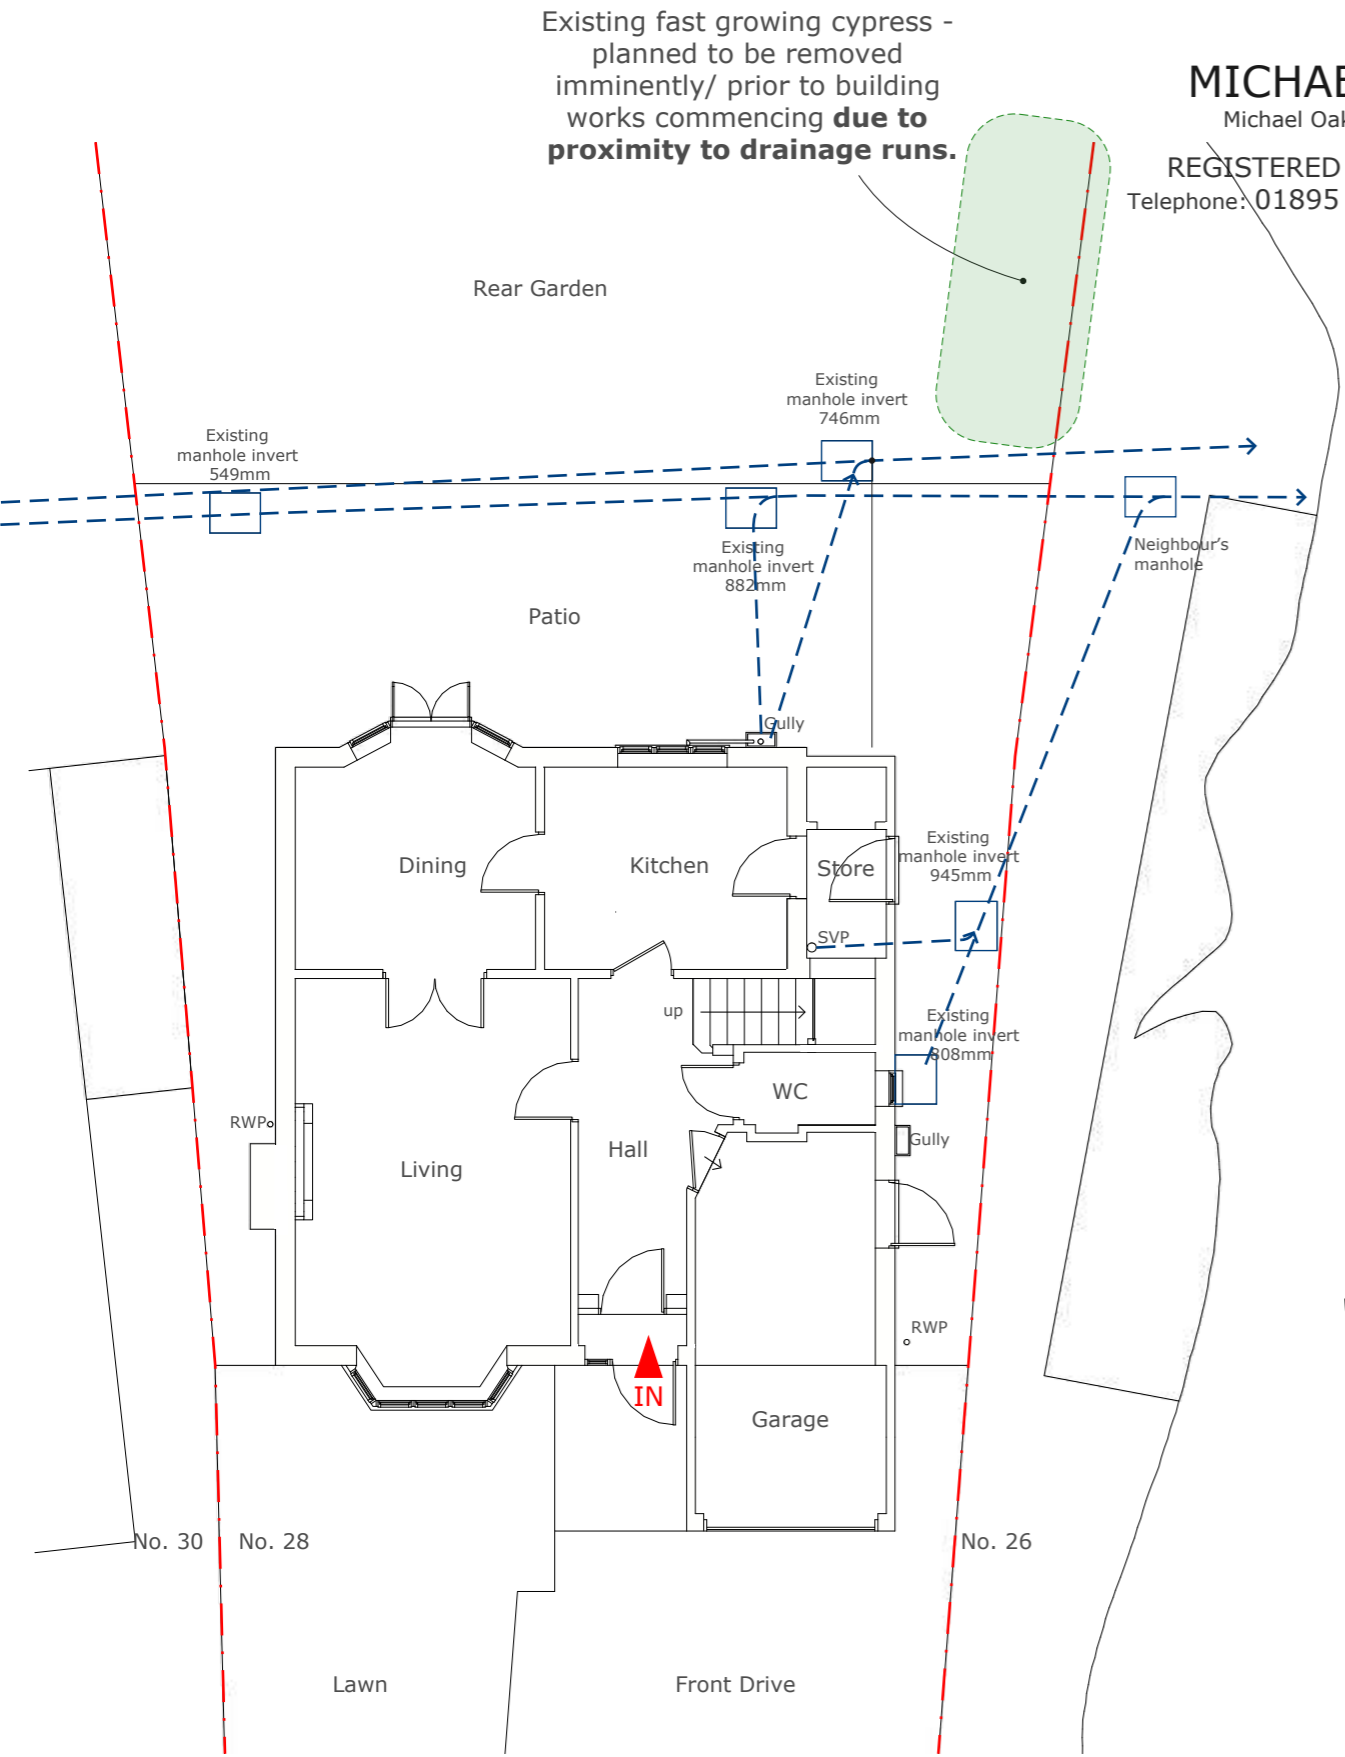 Existing fast growing cypress -
planned to be removed
imminently/ prior to building
works commencing due to
proximity to drainage runs.
MICHAE
Michael Oak
REGISTERED
Telephone: 01895
Rear Garden
Existing
manhole invert
746mm
Existing
manhole invert
549mm
Existing
manhole invert
882mm
Neighbour's
manhole
Patio
Gully
Dining
Kitchen
Store
Existing
manhole invert
945mm
SVP
up
Existing
manhole invert
808mm
WC
RWP
Gully
Hall
Living
RWP
IN
Garage
No. 30
No. 28
No. 26
Lawn
Front Drive